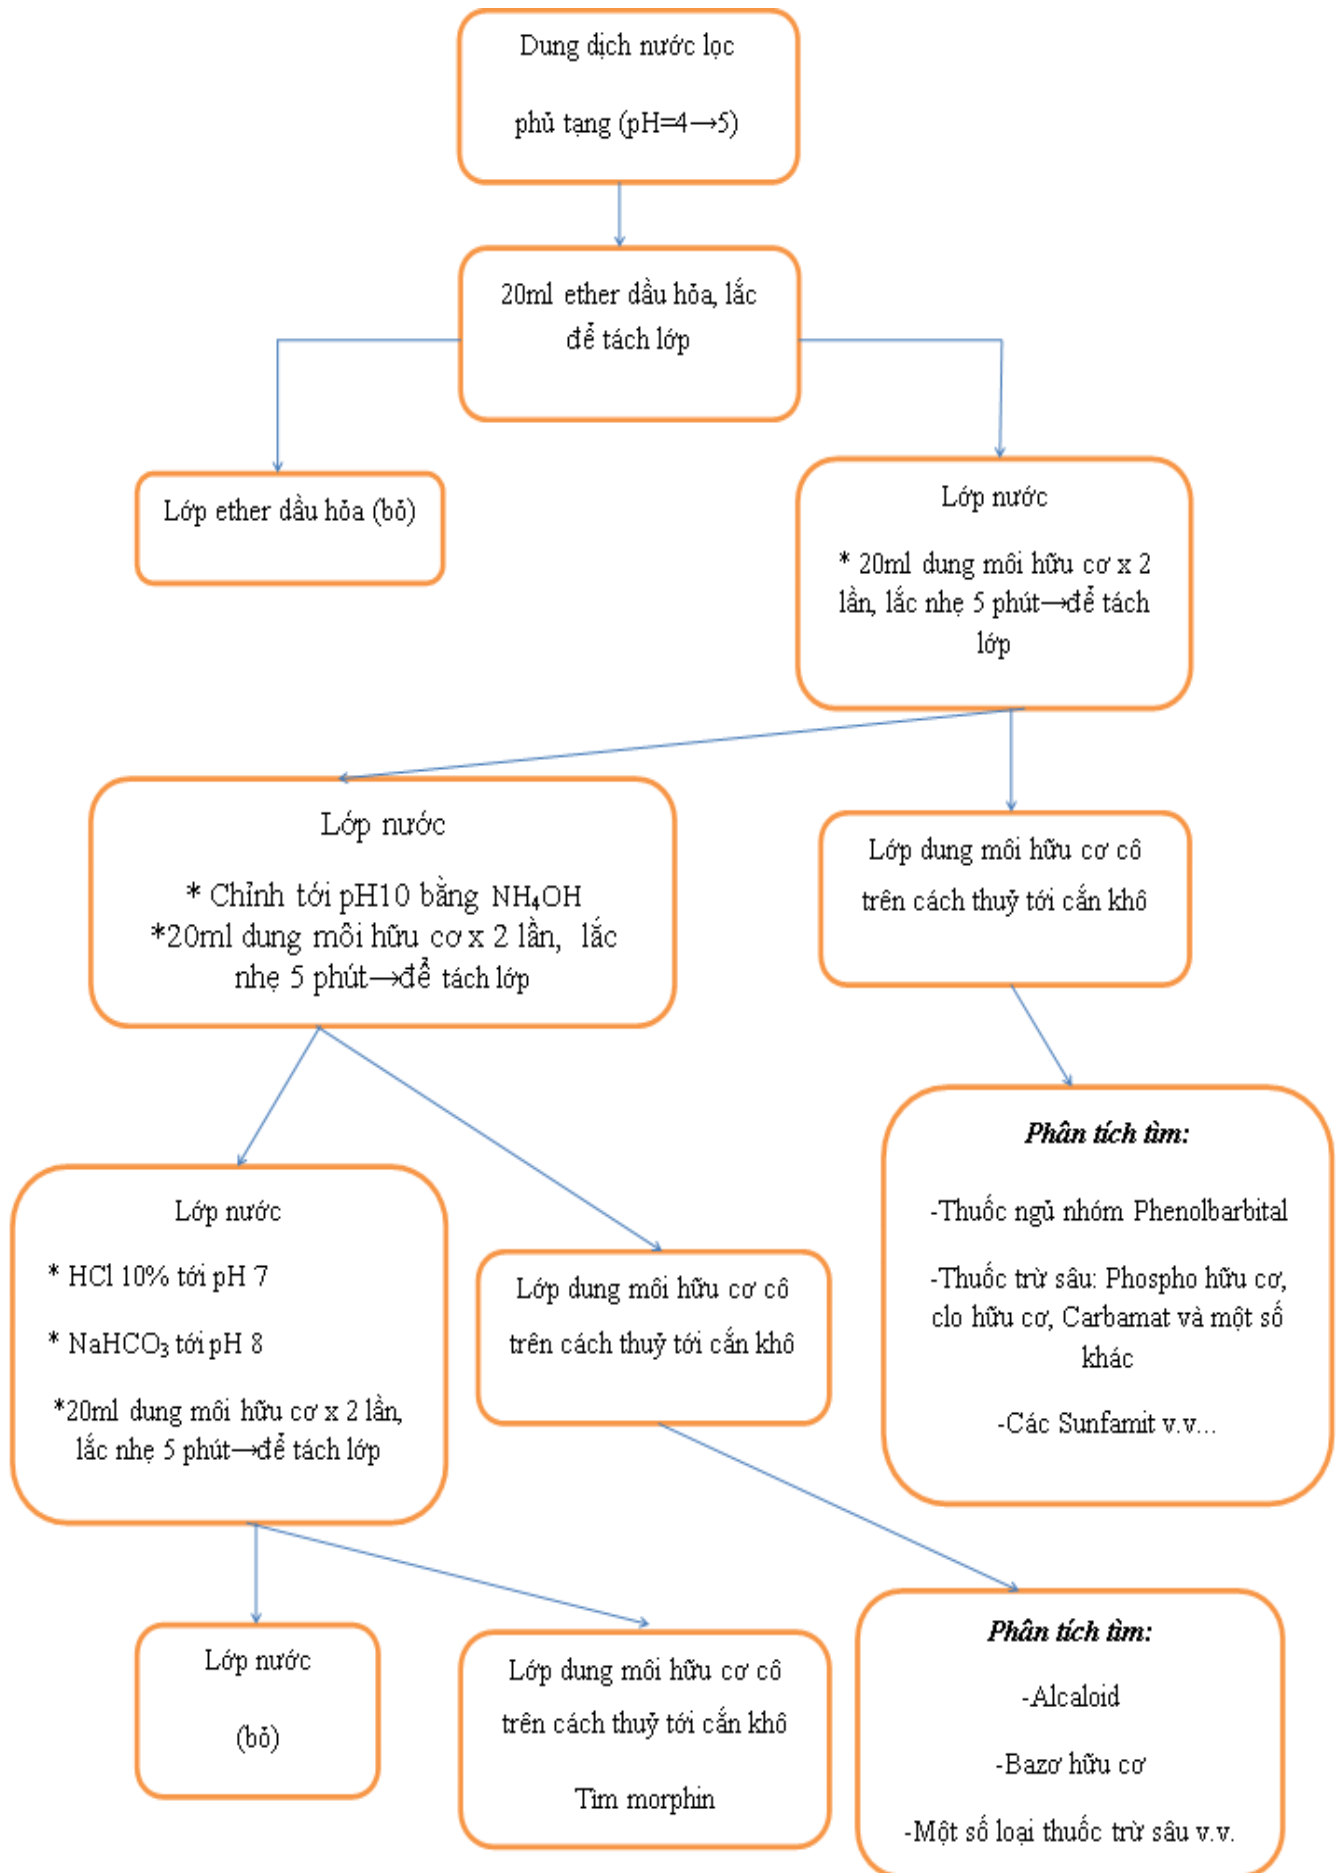 Dung dịch nước lọc
phủ tạng (pH=4→5)
20ml ether dầu hỏa, lắc
để tách lớp
Lớp ether dầu hỏa (bỏ)
Lớp nước
* 20ml dung môi hữu cơ x 2
lần, lắc nhẹ 5 phút→để tách
lớp
Lớp nước
* Chỉnh tới pH10 bằng NH₄OH
*20ml dung môi hữu cơ x 2 lần, lắc
nhẹ 5 phút→để tách lớp
Lớp dung môi hữu cơ cô
trên cách thuỷ tới cắn khô
Phân tích tìm:
-Thuốc ngủ nhóm Phenolbarbital
-Thuốc trừ sâu: Phospho hữu cơ,
clo hữu cơ, Carbamat và một số
khác
-Các Sunfamit v.v...
Lớp nước
* HCl 10% tới pH 7
* NaHCO₃ tới pH 8
*20ml dung môi hữu cơ x 2 lần,
lắc nhẹ 5 phút→để tách lớp
Lớp dung môi hữu cơ cô
trên cách thuỷ tới cắn khô
Lớp nước
(bỏ)
Lớp dung môi hữu cơ cô
trên cách thuỷ tới cắn khô
Tìm morphin
Phân tích tìm:
-Alcaloid
-Bazơ hữu cơ
-Một số loại thuốc trừ sâu v.v.